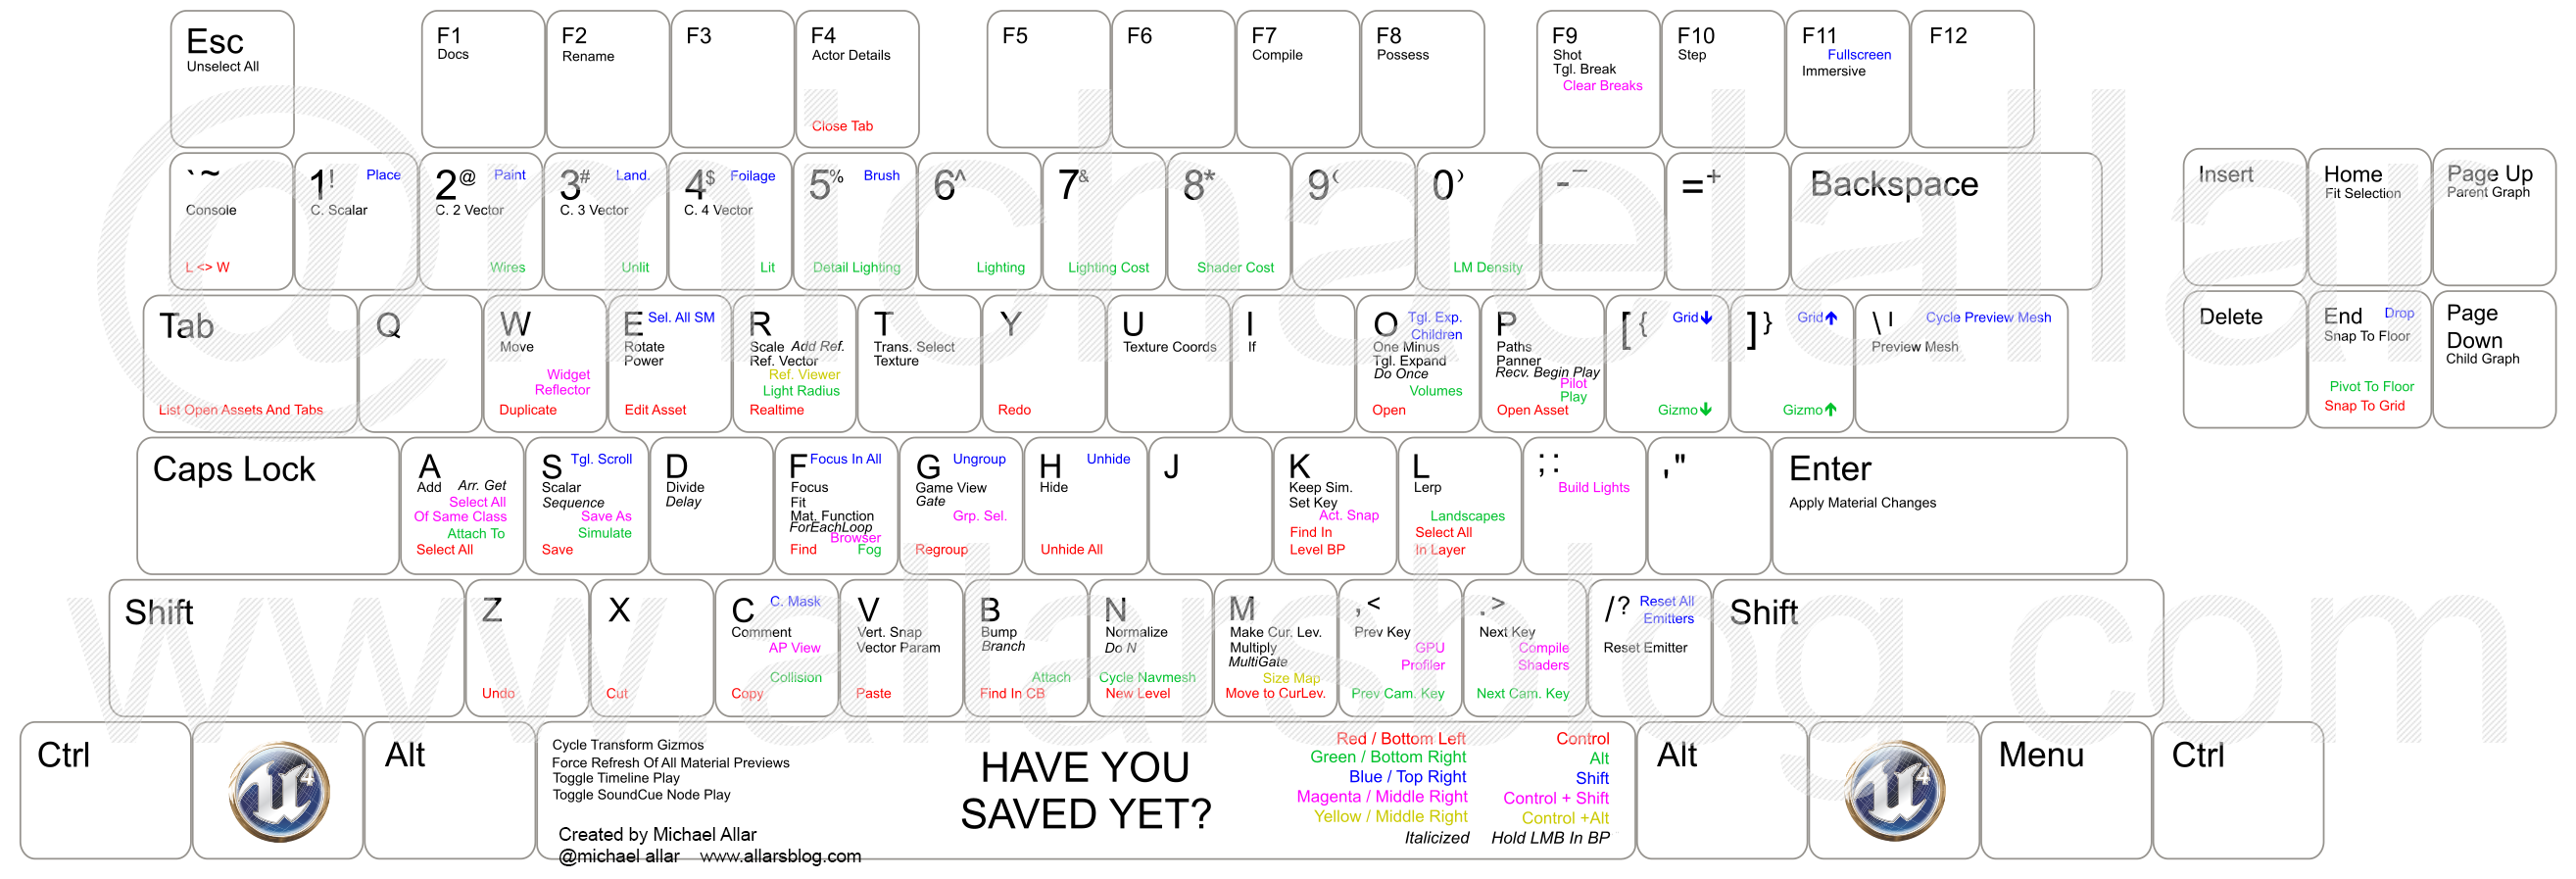 Esc
Unselect All
F1
Docs
F2
Rename
F3
F4
Actor Details
Close Tab
F5
F6
F7
Compile
F8
Possess
F9
Shot
Tgl. Break
Clear Breaks
F10
Step
F11
Fullscreen
Immersive
F12
` ~
Console
L <> W
1 ! Place
C. Scalar
2 @ Paint
C. 2 Vector
Wires
3 # Land.
C. 3 Vector
Unlit
4 $ Foilage
C. 4 Vector
Lit
5 % Brush
Detail Lighting
6 ^
Lighting
7 &
Lighting Cost
8 *
Shader Cost
9 (
0 )
LM Density
- _
= +
Backspace
Insert
Home
Fit Selection
Page Up
Parent Graph
Tab
List Open Assets And Tabs
Q
W
Move
Widget
Reflector
Duplicate
E Sel. All SM
Rotate
Power
Edit Asset
R
Scale Add Ref.
Ref. Vector
Ref. Viewer
Light Radius
Realtime
T
Trans. Select
Texture
Y
Redo
U
Texture Coords
I
If
O Tgl. Exp.
Children
One Minus
Tgl. Expand
Do Once
Volumes
Open
P
Paths
Panner
Recv. Begin Play
Pilot
Play
Open Asset
[ { Grid
Gizmo
] } Grid
Gizmo
\ | Cycle Preview Mesh
Preview Mesh
Delete
End Drop
Snap To Floor
Pivot To Floor
Snap To Grid
Page
Down
Child Graph
Caps Lock
A
Add Arr. Get
Select All
Of Same Class
Attach To
Select All
S Tgl. Scroll
Scalar
Sequence
Save As
Simulate
Save
D
Divide
Delay
F Focus In All
Focus
Fit
Mat. Function
ForEachLoop
Browser
Find Fog
G Ungroup
Game View
Gate
Grp. Sel.
Regroup
H Unhide
Hide
Unhide All
J
K
Keep Sim.
Set Key
Act. Snap
Find In
Level BP
L
Lerp
Landscapes
Select All
In Layer
; :
Build Lights
' "
Enter
Apply Material Changes
Shift
Z
Undo
X
Cut
C C. Mask
Comment
AP View
Collision
Copy
V
Vert. Snap
Vector Param
Paste
B
Bump
Branch
Attach
Find In CB
N
Normalize
Do N
Cycle Navmesh
New Level
M
Make Cur. Lev.
Multiply
MultiGate
Size Map
Move to CurLev.
, <
Prev Key
GPU
Profiler
Prev Cam. Key
. >
Next Key
Compile
Shaders
Next Cam. Key
/ ? Reset All
Emitters
Reset Emitter
Shift
Ctrl
U4
Alt
Cycle Transform Gizmos
Force Refresh Of All Material Previews
Toggle Timeline Play
Toggle SoundCue Node Play
Created by Michael Allar
@michael allar www.allarsblog.com
HAVE YOU
SAVED YET?
Red / Bottom Left Control
Green / Bottom Right Alt
Blue / Top Right Shift
Magenta / Middle Right Control + Shift
Yellow / Middle Right Control +Alt
Italicized Hold LMB In BP
Alt
U4
Menu
Ctrl
@michaelallar
www.allarsblog.com